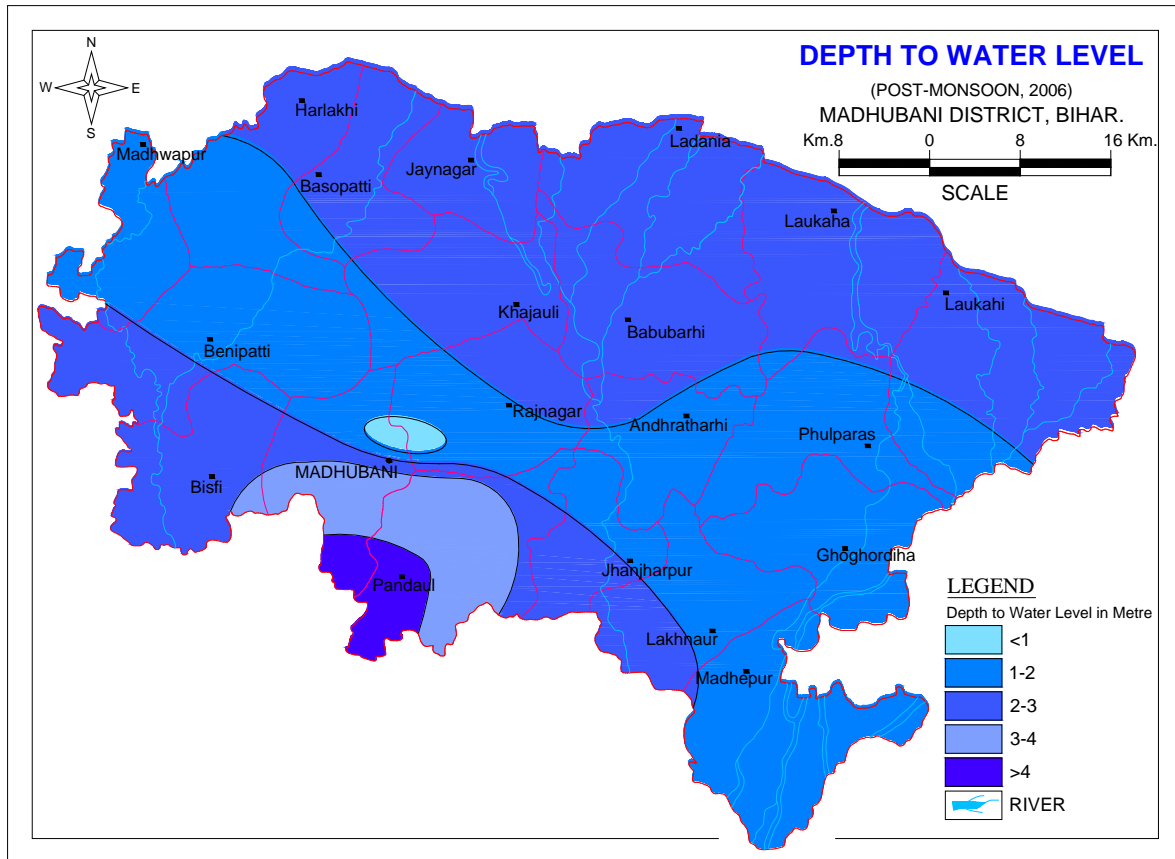 DEPTH TO WATER LEVEL
(POST-MONSOON, 2006)
MADHUBANI DISTRICT, BIHAR.
Km.8 0 8 16 Km.
SCALE
N
W E
S
Harlakhi
Ladania
Madhwapur
Jaynagar
Basopatti
Laukaha
Laukahi
Khajauli
Babubarhi
Benipatti
Rajnagar
Andhratharhi
Phulparas
MADHUBANI
Bisfi
Ghoghordiha
Jhanjharpur
Pandaul
Lakhnaur
Madhepur
LEGEND
Depth to Water Level in Metre
<1
1-2
2-3
3-4
>4
RIVER